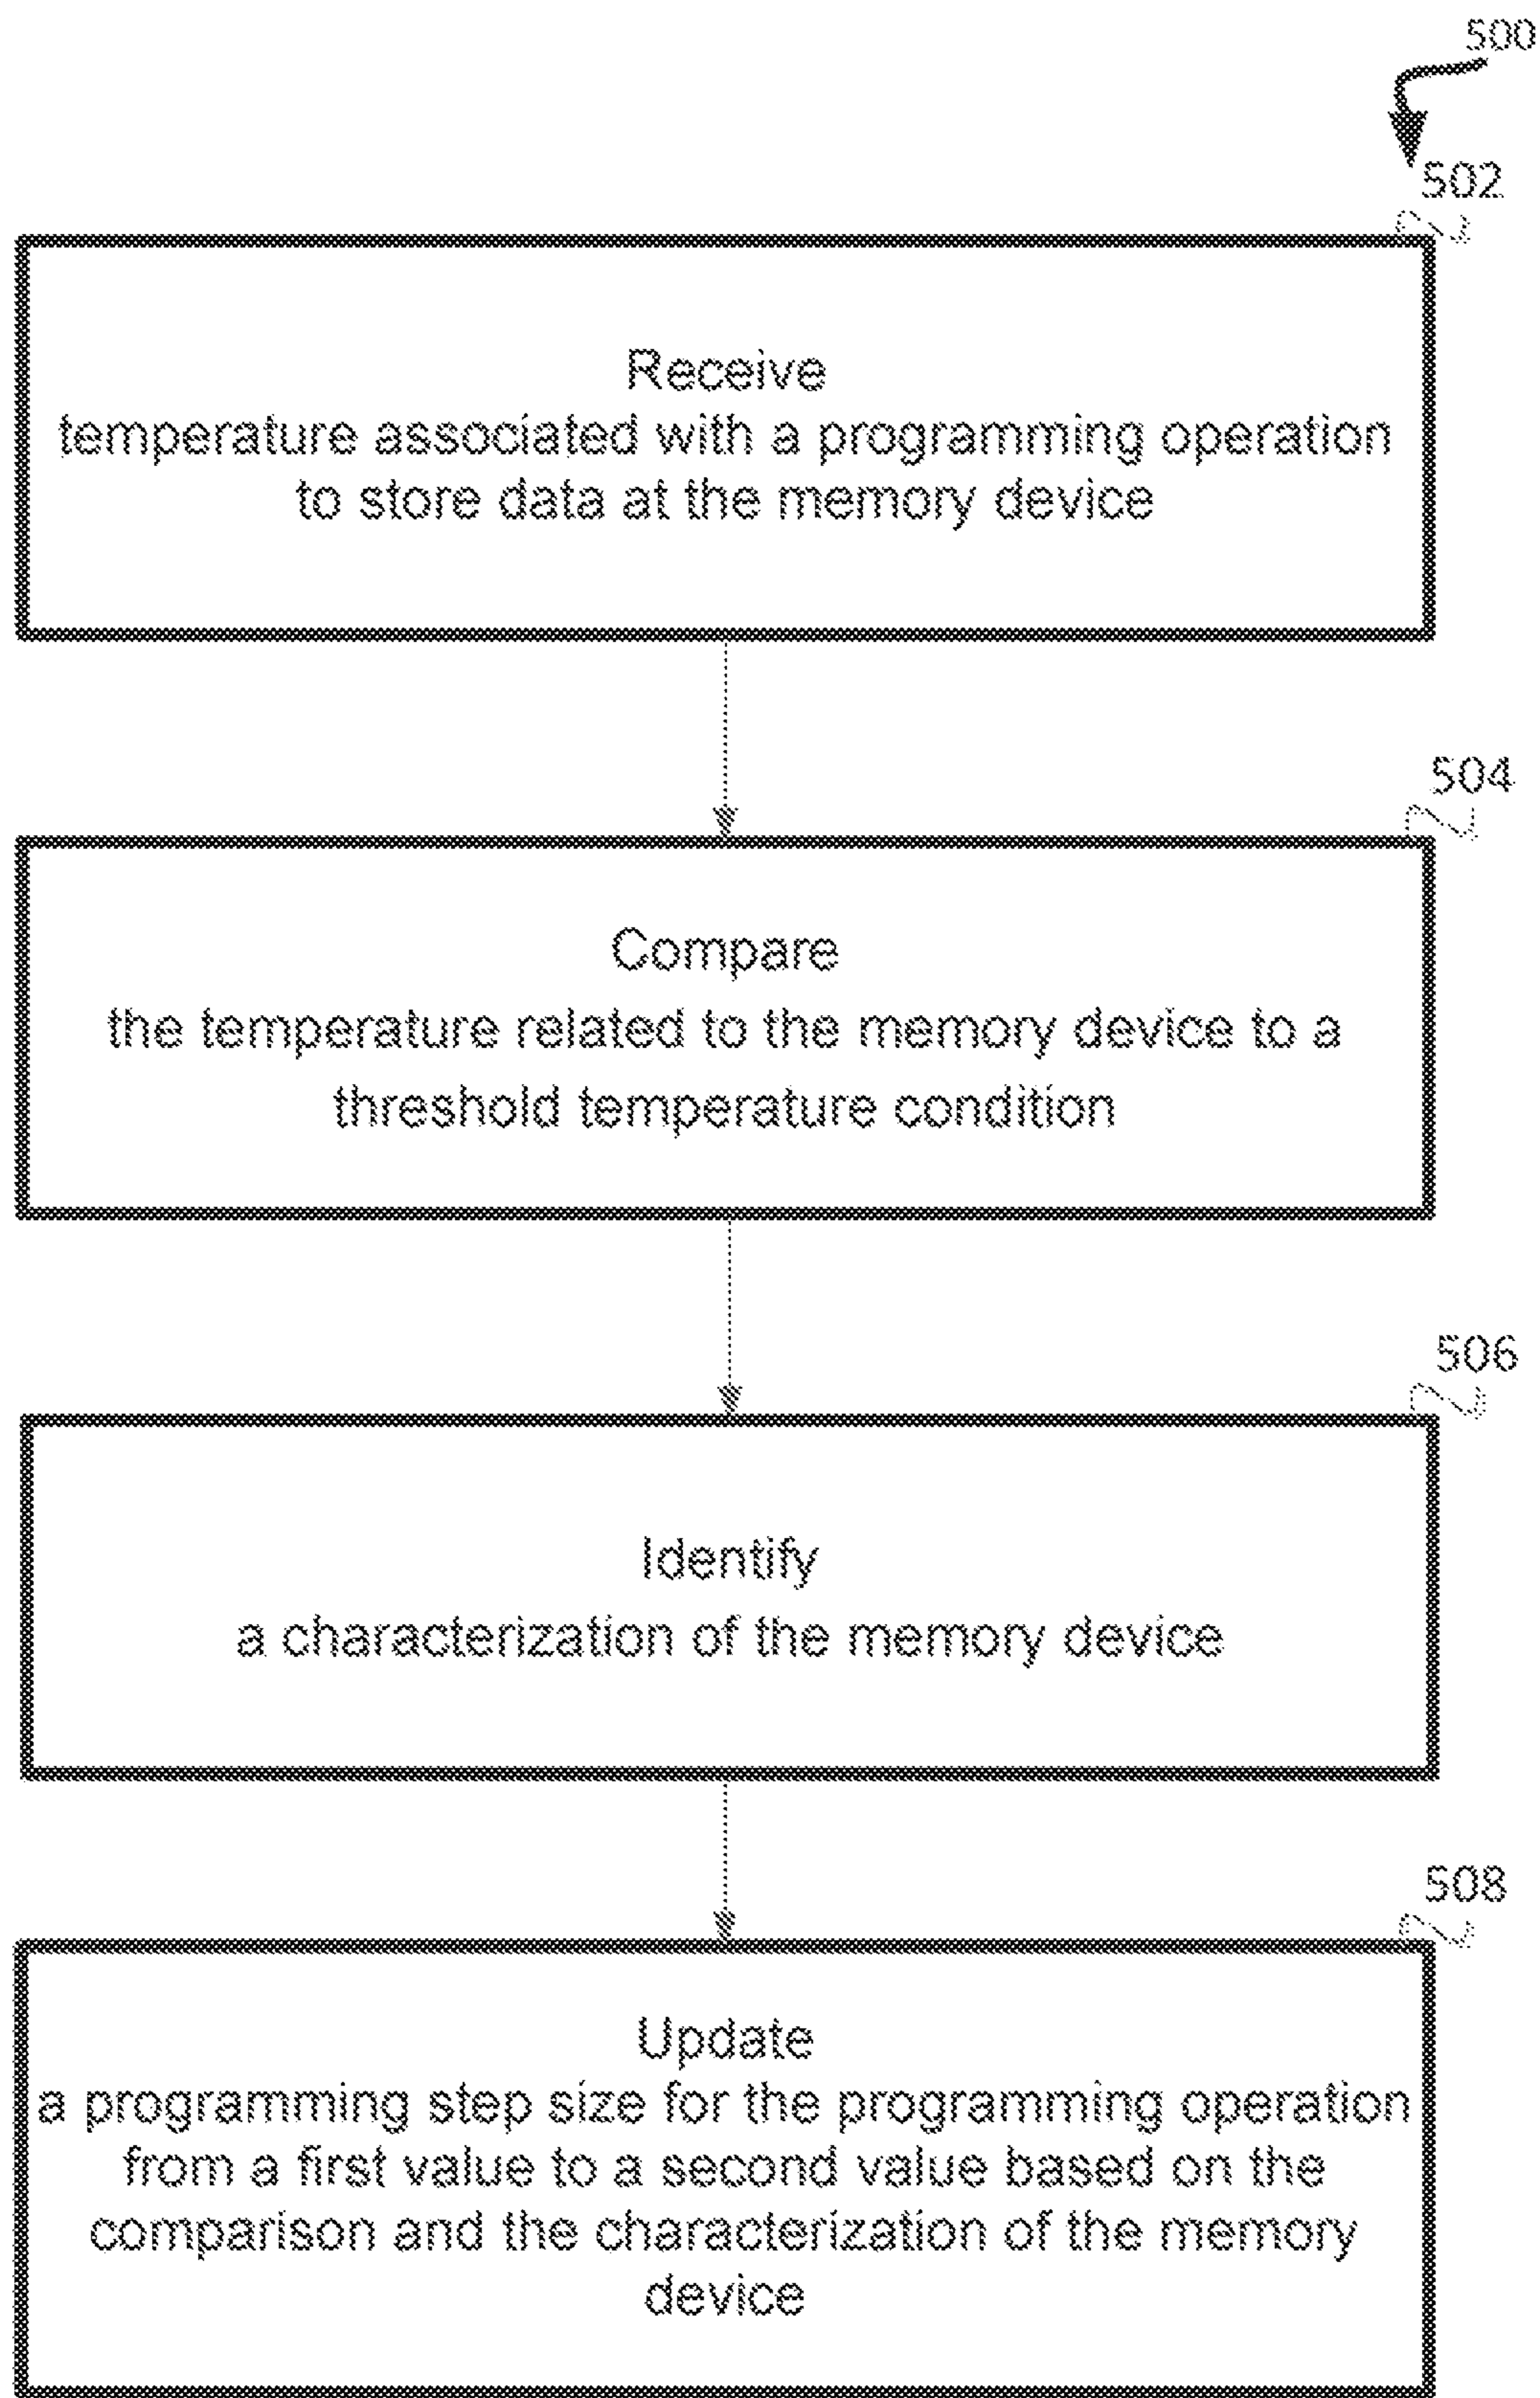 500
502
Receive
temperature associated with a programming operation
to store data at the memory device
504
Compare
the temperature related to the memory device to a
threshold temperature condition
506
Identify
a characterization of the memory device
508
Update
a programming step size for the programming operation
from a first value to a second value based on the
comparison and the characterization of the memory
device